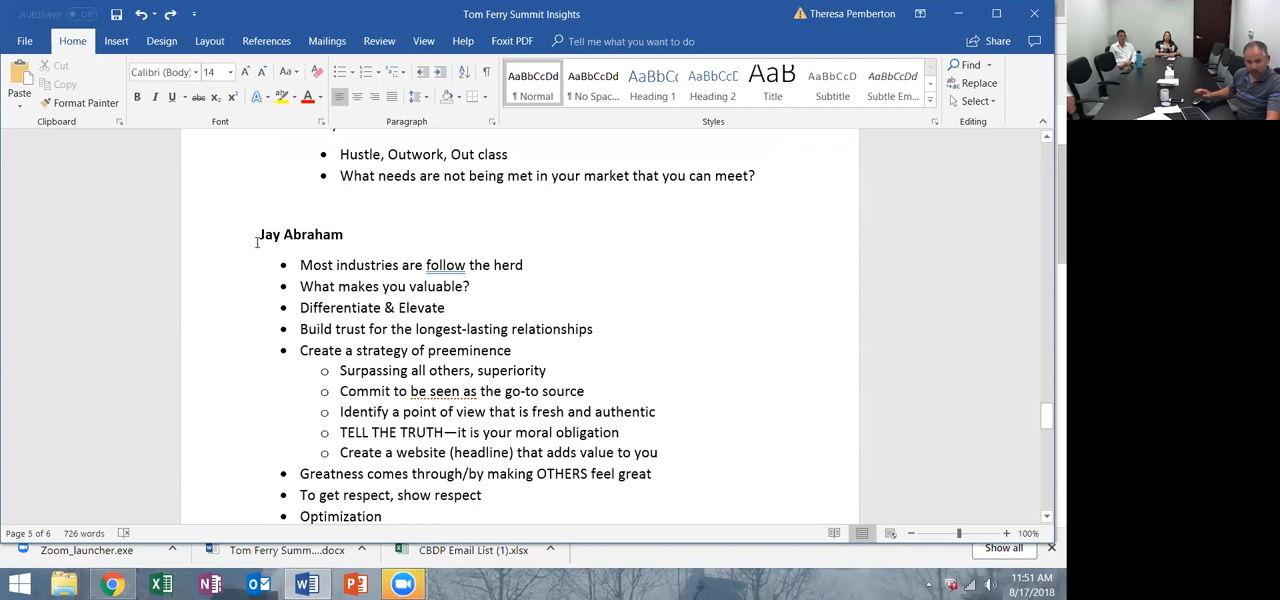 AutoSave Off
Tom Ferry Summit Insights
Theresa Pemberton
File Home Insert Design Layout References Mailings Review View Help Foxit PDF Tell me what you want to do Share
Paste
Cut
Copy
Format Painter
Clipboard
Calibri (Body) 14
Font
Paragraph
AaBbCcDd AaBbCcDd AaBbCc AaBbCcD AaB AaBbCcD AaBbCcDd
¶ Normal ¶ No Spac... Heading 1 Heading 2 Title Subtitle Subtle Em...
Styles
Find
Replace
Select
Editing
• Hustle, Outwork, Out class
• What needs are not being met in your market that you can meet?
Jay Abraham
• Most industries are follow the herd
• What makes you valuable?
• Differentiate & Elevate
• Build trust for the longest-lasting relationships
• Create a strategy of preeminence
o Surpassing all others, superiority
o Commit to be seen as the go-to source
o Identify a point of view that is fresh and authentic
o TELL THE TRUTH—it is your moral obligation
o Create a website (headline) that adds value to you
• Greatness comes through/by making OTHERS feel great
• To get respect, show respect
• Optimization
Page 5 of 6 726 words 100%
Zoom_launcher.exe Tom Ferry Summ....docx CBDP Email List (1).xlsx Show all
11:51 AM
8/17/2018